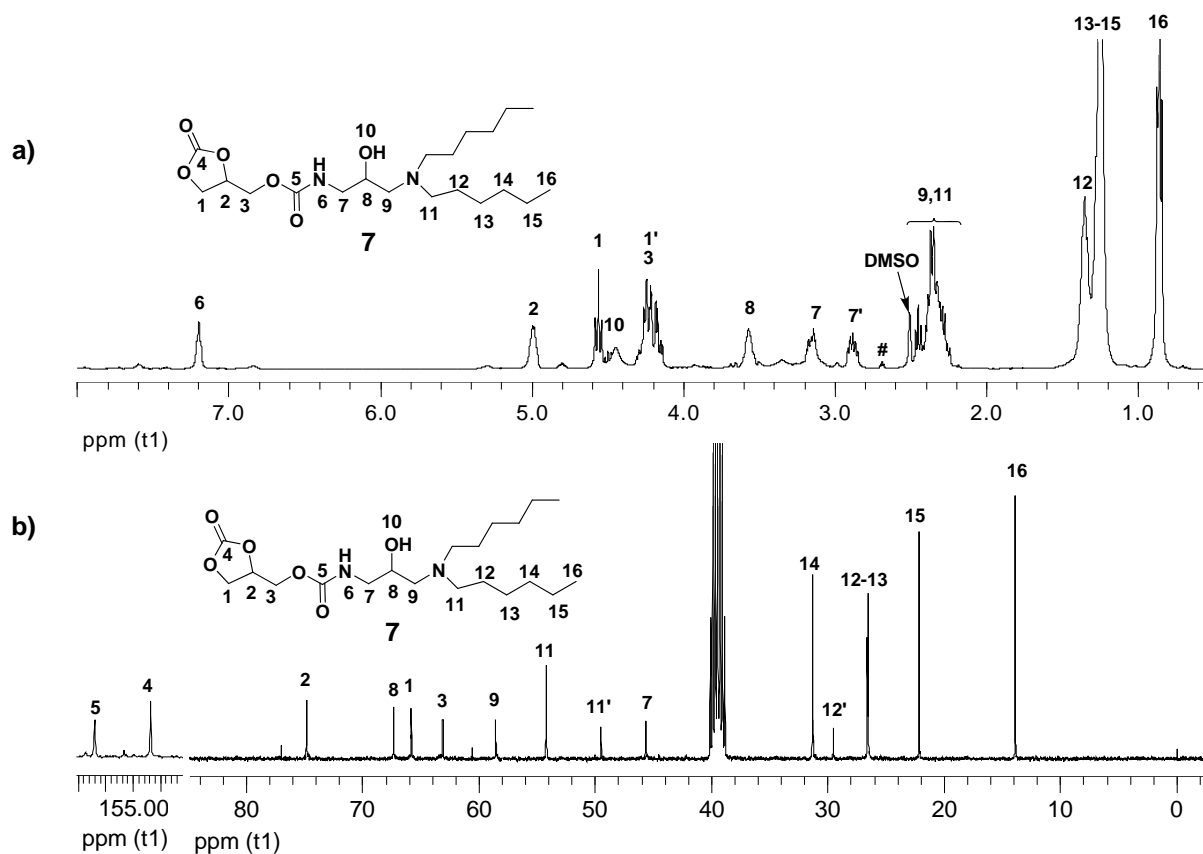 a)
13-15
16
12
9,11
DMSO
1
1'
3
10
6
2
8
7
7'
#
O
4
O
O
1
2
3
O
5
O
H
N
6
7
10
OH
8
9
N
11
12
13
14
15
16
7
7.0 6.0 5.0 4.0 3.0 2.0 1.0
ppm (t1)
b)
16
15
14
12-13
12'
11
11'
7
9
3
1
8
2
5
4
O
4
O
O
1
2
3
O
5
O
H
N
6
7
10
OH
8
9
N
11
12
13
14
15
16
7
155.00 80 70 60 50 40 30 20 10 0
ppm (t1) ppm (t1)